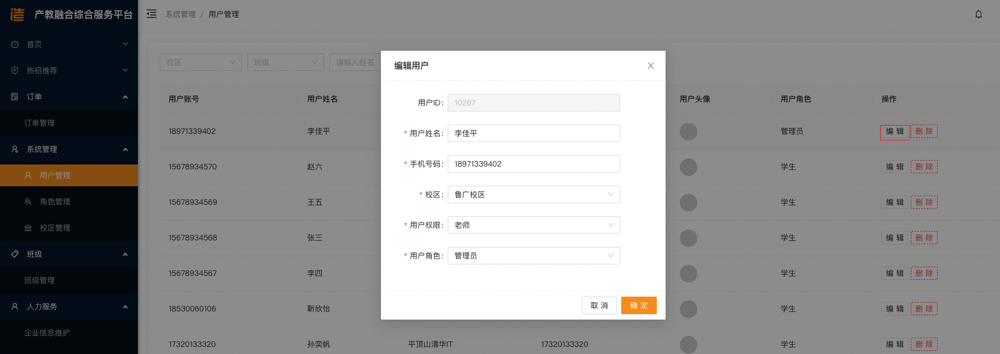 产教融合综合服务平台
系统管理 / 用户管理
首页
热招推荐
订单
订单管理
系统管理
用户管理
角色管理
校区管理
班级
班级管理
人力服务
企业信息维护
校区 班级 请输入姓名
用户账号 用户姓名 用户头像 用户角色 操作
18971339402 李佳平 管理员 编 辑 删 除
15678934570 赵六 学生 编 辑 删 除
15678934569 王五 学生 编 辑 删 除
15678934568 张三 学生 编 辑 删 除
15678934567 李四 学生 编 辑 删 除
18530060106 靳欣怡 学生 编 辑 删 除
17320133320 孙奕帆 平顶山清华IT 17320133320 学生 编 辑 删 除
编辑用户
用户ID: 10267
* 用户姓名: 李佳平
* 手机号码: 18971339402
* 校区: 鲁广校区
* 用户权限: 老师
* 用户角色: 管理员
取 消 确 定